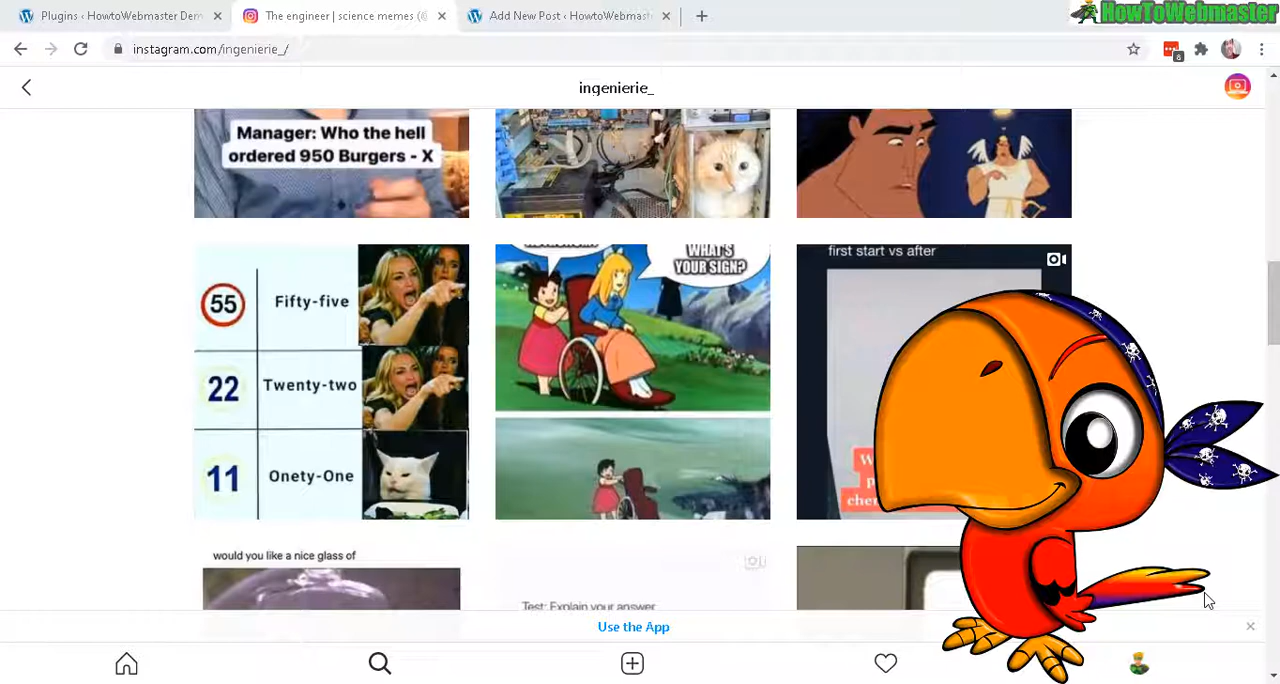 Plugins ‹ HowtoWebmaster Dem
The engineer | science memes (@
Add New Post ‹ HowtoWebmast
HowToWebmaster
instagram.com/ingenierie_/
8
ingenierie_
Manager: Who the hell
ordered 950 Burgers - X
55 Fifty-five
22 Twenty-two
11 Onety-One
WHAT'S
YOUR SIGN?
first start vs after
would you like a nice glass of
Test: Explain your answer
Use the App